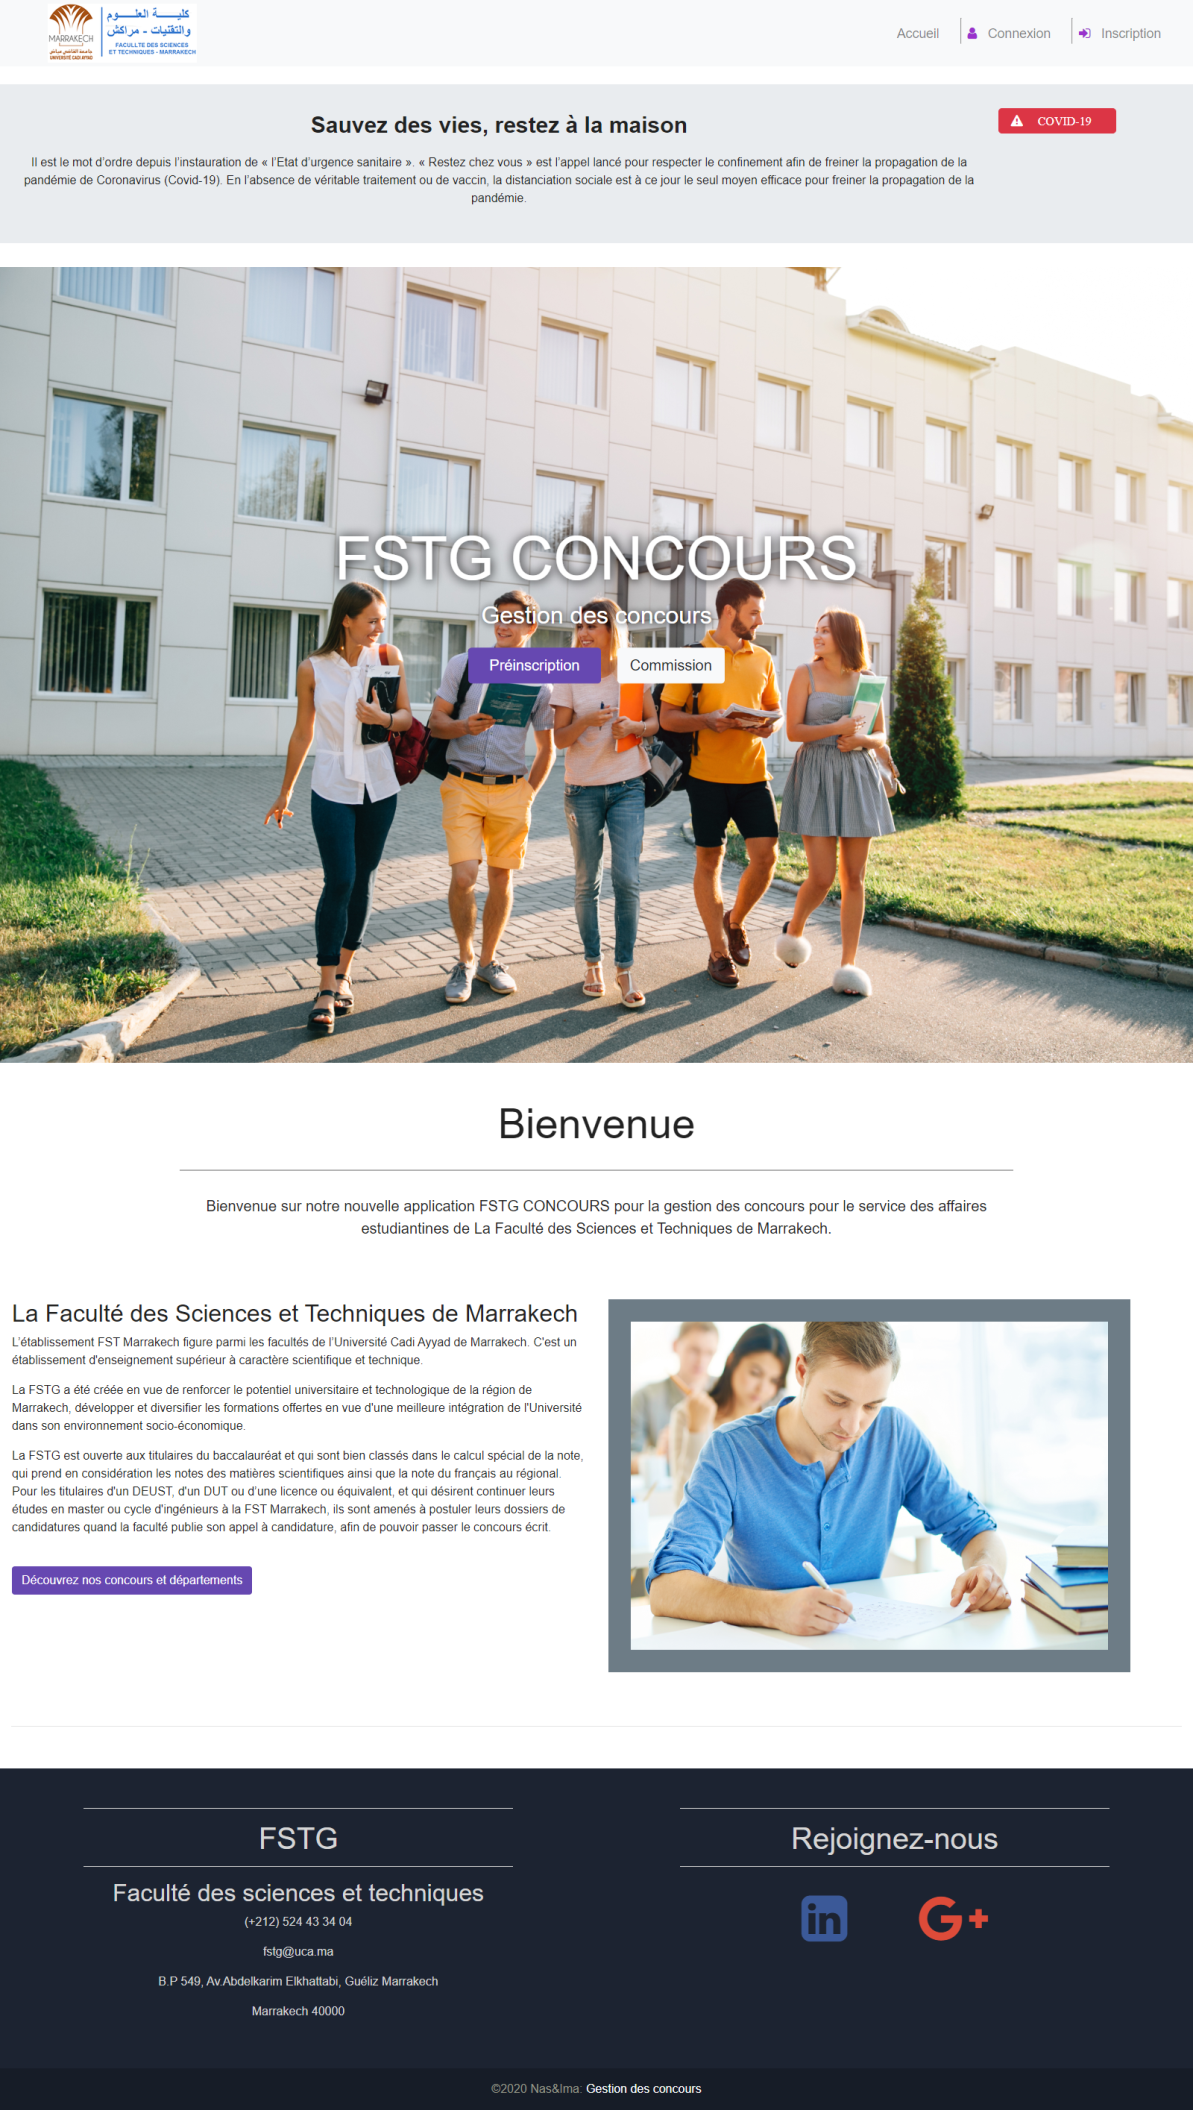 كليـــة العلـــوم
والتقنيات - مراكش
MARRAKECH
FACULLTE DES SCIENCES
ET TECHNIQUES - MARRAKECH
UNIVERSITÉ CADI AYYAD
Accueil
Connexion
Inscription
Sauvez des vies, restez à la maison
COVID-19
Il est le mot d'ordre depuis l'instauration de « l'Etat d'urgence sanitaire ». « Restez chez vous » est l'appel lancé pour respecter le confinement afin de freiner la propagation de la
pandémie de Coronavirus (Covid-19). En l'absence de véritable traitement ou de vaccin, la distanciation sociale est à ce jour le seul moyen efficace pour freiner la propagation de la
pandémie.
FSTG CONCOURS
Gestion des concours
Préinscription
Commission
Bienvenue
Bienvenue sur notre nouvelle application FSTG CONCOURS pour la gestion des concours pour le service des affaires
estudiantines de La Faculté des Sciences et Techniques de Marrakech.
La Faculté des Sciences et Techniques de Marrakech
L'établissement FST Marrakech figure parmi les facultés de l'Université Cadi Ayyad de Marrakech. C'est un
établissement d'enseignement supérieur à caractère scientifique et technique.
La FSTG a été créée en vue de renforcer le potentiel universitaire et technologique de la région de
Marrakech, développer et diversifier les formations offertes en vue d'une meilleure intégration de l'Université
dans son environnement socio-économique.
La FSTG est ouverte aux titulaires du baccalauréat et qui sont bien classés dans le calcul spécial de la note,
qui prend en considération les notes des matières scientifiques ainsi que la note du français au régional.
Pour les titulaires d'un DEUST, d'un DUT ou d'une licence ou équivalent, et qui désirent continuer leurs
études en master ou cycle d'ingénieurs à la FST Marrakech, ils sont amenés à postuler leurs dossiers de
candidatures quand la faculté publie son appel à candidature, afin de pouvoir passer le concours écrit.
Découvrez nos concours et départements
FSTG
Faculté des sciences et techniques
(+212) 524 43 34 04
fstg@uca.ma
B.P 549, Av.Abdelkarim Elkhattabi, Guéliz Marrakech
Marrakech 40000
Rejoignez-nous
in
G+
©2020 Nas&Ima: Gestion des concours